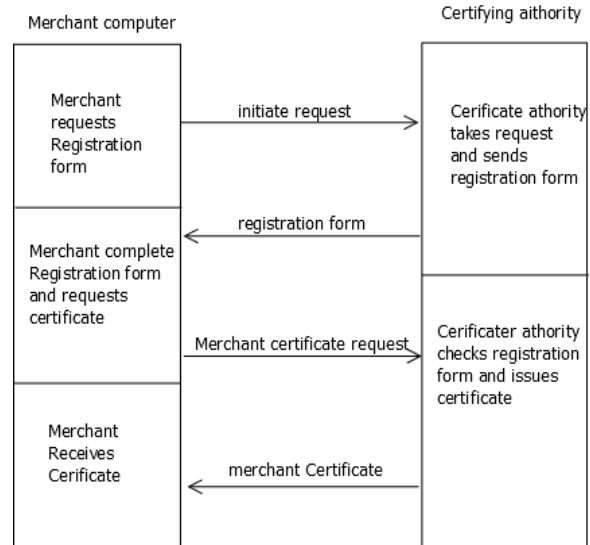 Merchant computer
Certifying aithority
Merchant
requests
Registration
form
initiate request
Cerificate athority
takes request
and sends
registration form
registration form
Merchant complete
Registration form
and requests
certificate
Merchant certificate request
Cerificater athority
checks registration
form and issues
certificate
Merchant
Receives
Cerificate
merchant Certificate